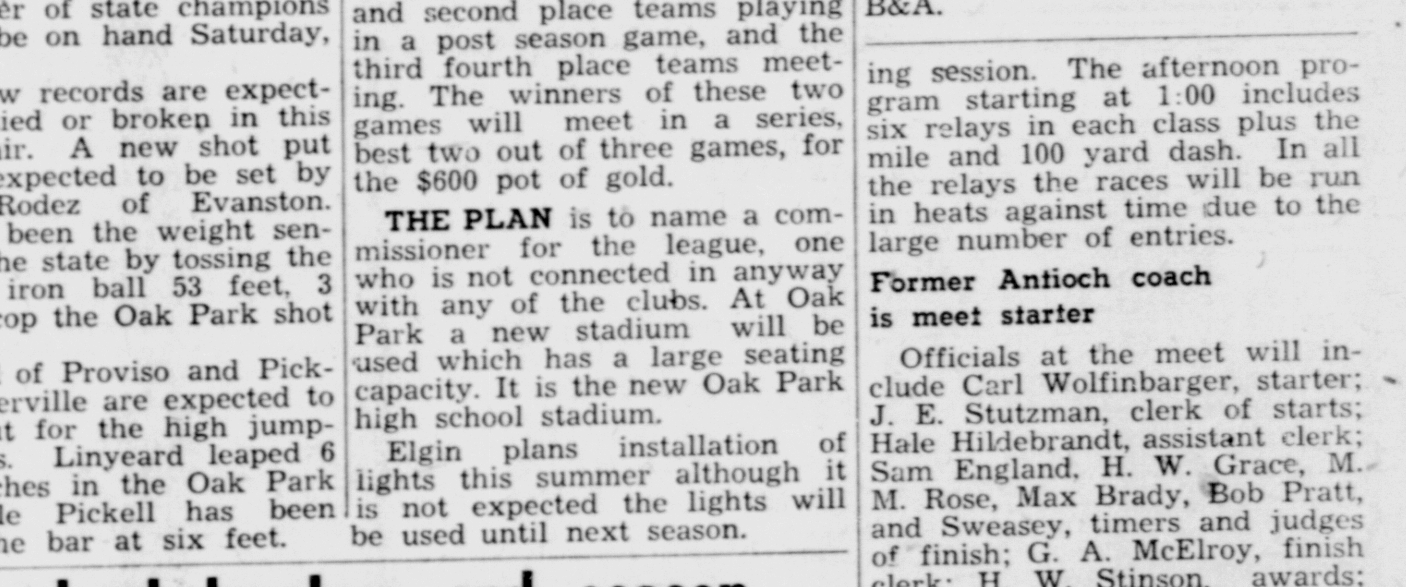 er of state champions
be on hand Saturday,
w records are expect-
ied or broken in this
air. A new shot put
expected to be set by
Rodez of Evanston.
been the weight sen-
he state by tossing the
iron ball 53 feet, 3
top the Oak Park shot
of Proviso and Pick-
erville are expected to
t for the high jump-
s. Linyeard leaped 6
hes in the Oak Park
le Pickell has been
he bar at six feet.
and second place teams playing
in a post season game, and the
third fourth place teams meet-
ing. The winners of these two
games will meet in a series,
best two out of three games, for
the $600 pot of gold.
THE PLAN is to name a com-
missioner for the league, one
who is not connected in anyway
with any of the clubs. At Oak
Park a new stadium will be
used which has a large seating
capacity. It is the new Oak Park
high school stadium.
Elgin plans installation of
lights this summer although it
is not expected the lights will
be used until next season.
B&A.
ing session. The afternoon pro-
gram starting at 1:00 includes
six relays in each class plus the
mile and 100 yard dash. In all
the relays the races will be run
in heats against time due to the
large number of entries.
Former Antioch coach
is meet starter
Officials at the meet will in-
clude Carl Wolfinbarger, starter;
J. E. Stutzman, clerk of starts;
Hale Hildebrandt, assistant clerk;
Sam England, H. W. Grace, M.
M. Rose, Max Brady, Bob Pratt,
and Sweasey, timers and judges
of finish; G. A. McElroy, finish
clerk; H. W. Stinson, awards;